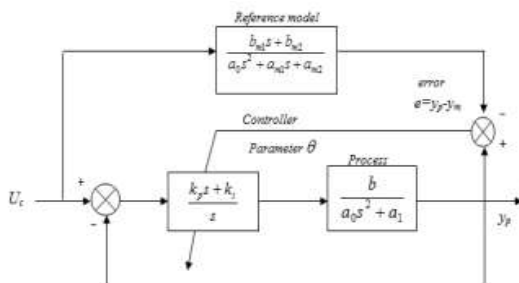 Reference model
b_{m1}s + b_{m2}
a_0s^2 + a_{m1}s + a_{m2}
error
e=y_p-y_m
-
+
Controller
Parameter θ
Process
U_c
+
-
k_ps + k_i
s
b
a_0s^2 + a_1
y_p